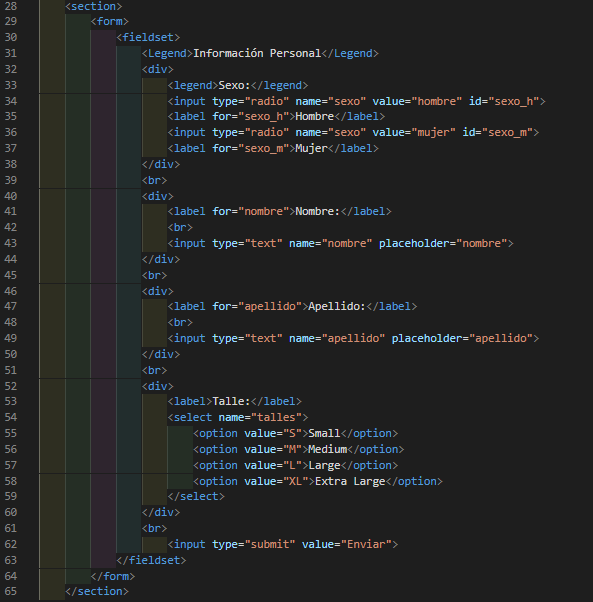 28 <section>
29 <form>
30 <fieldset>
31 <Legend>Información Personal</Legend>
32 <div>
33 <legend>Sexo:</legend>
34 <input type="radio" name="sexo" value="hombre" id="sexo_h">
35 <label for="sexo_h">Hombre</label>
36 <input type="radio" name="sexo" value="mujer" id="sexo_m">
37 <label for="sexo_m">Mujer</label>
38 </div>
39 <br>
40 <div>
41 <label for="nombre">Nombre:</label>
42 <br>
43 <input type="text" name="nombre" placeholder="nombre">
44 </div>
45 <br>
46 <div>
47 <label for="apellido">Apellido:</label>
48 <br>
49 <input type="text" name="apellido" placeholder="apellido">
50 </div>
51 <br>
52 <div>
53 <label>Talle:</label>
54 <select name="talles">
55 <option value="S">Small</option>
56 <option value="M">Medium</option>
57 <option value="L">Large</option>
58 <option value="XL">Extra Large</option>
59 </select>
60 </div>
61 <br>
62 <input type="submit" value="Enviar">
63 </fieldset>
64 </form>
65 </section>